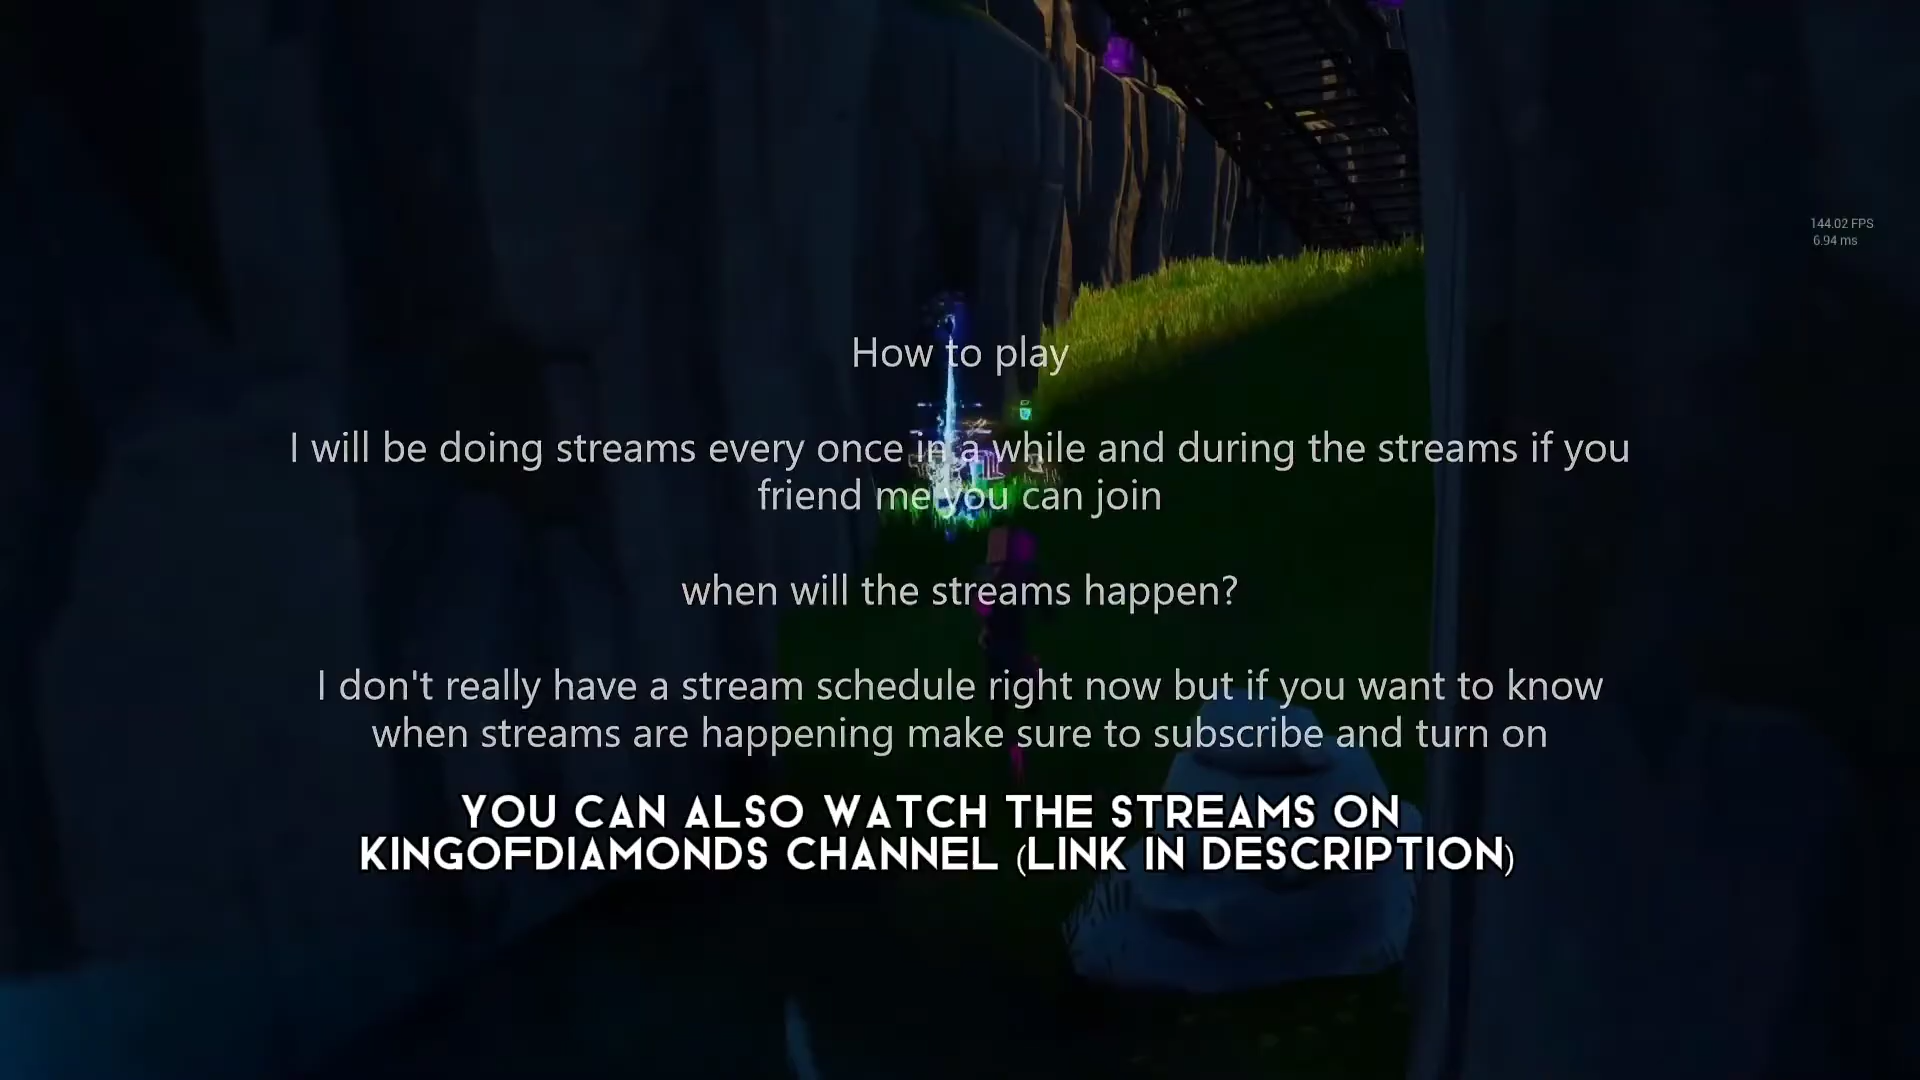 144.02 FPS
6.94 ms
How to play
I will be doing streams every once in a while and during the streams if you
friend me you can join
when will the streams happen?
I don't really have a stream schedule right now but if you want to know
when streams are happening make sure to subscribe and turn on
YOU CAN ALSO WATCH THE STREAMS ON
KINGOFDIAMONDS CHANNEL (LINK IN DESCRIPTION)